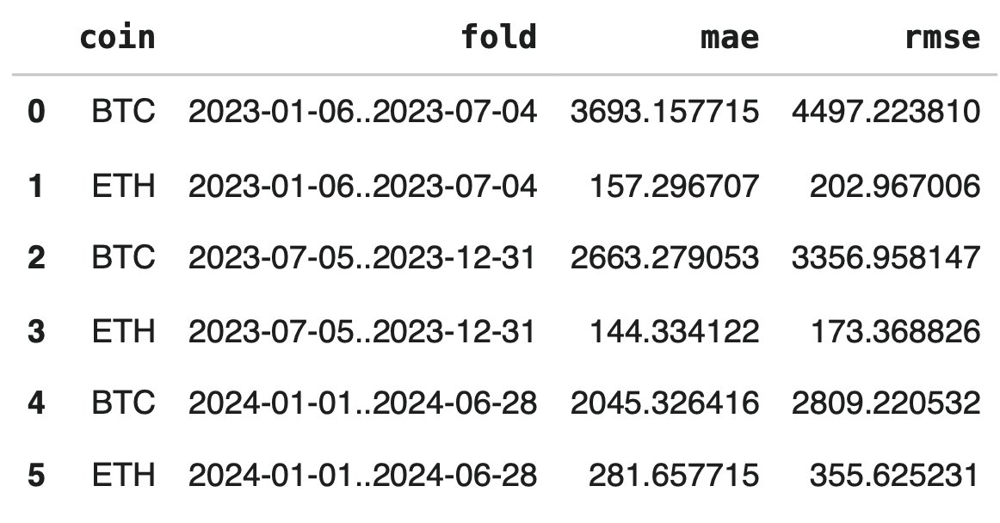 coin fold mae rmse
0 BTC 2023-01-06..2023-07-04 3693.157715 4497.223810
1 ETH 2023-01-06..2023-07-04 157.296707 202.967006
2 BTC 2023-07-05..2023-12-31 2663.279053 3356.958147
3 ETH 2023-07-05..2023-12-31 144.334122 173.368826
4 BTC 2024-01-01..2024-06-28 2045.326416 2809.220532
5 ETH 2024-01-01..2024-06-28 281.657715 355.625231